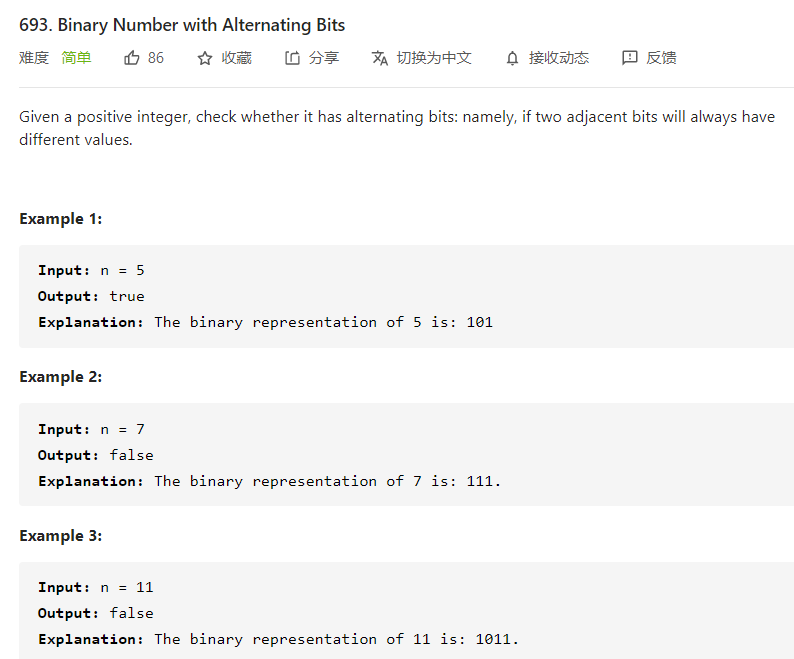 693. Binary Number with Alternating Bits
难度 简单 86 收藏 分享 切换为中文 接收动态 反馈
Given a positive integer, check whether it has alternating bits: namely, if two adjacent bits will always have
different values.
Example 1:
Input: n = 5
Output: true
Explanation: The binary representation of 5 is: 101
Example 2:
Input: n = 7
Output: false
Explanation: The binary representation of 7 is: 111.
Example 3:
Input: n = 11
Output: false
Explanation: The binary representation of 11 is: 1011.